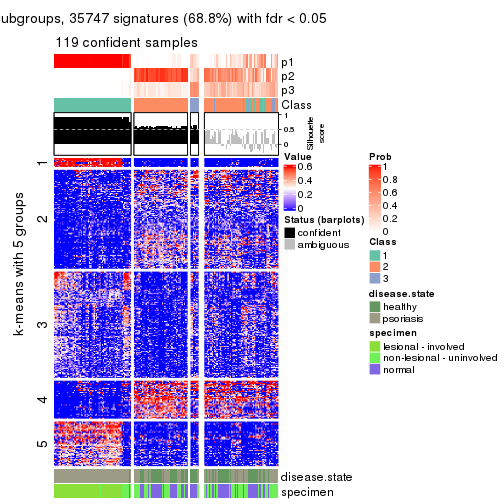 subgroups, 35747 signatures (68.8%) with fdr < 0.05
119 confident samples
p1
p2
p3
Class
1
0.5
0
Silhouette
score
k-means with 5 groups
1
2
3
4
5
disease.state
specimen
Value
0.6
0.4
0.2
0
Status (barplots)
confident
ambiguous
Prob
1
0.8
0.6
0.4
0.2
0
Class
1
2
3
disease.state
healthy
psoriasis
specimen
lesional - involved
non-lesional - uninvolved
normal